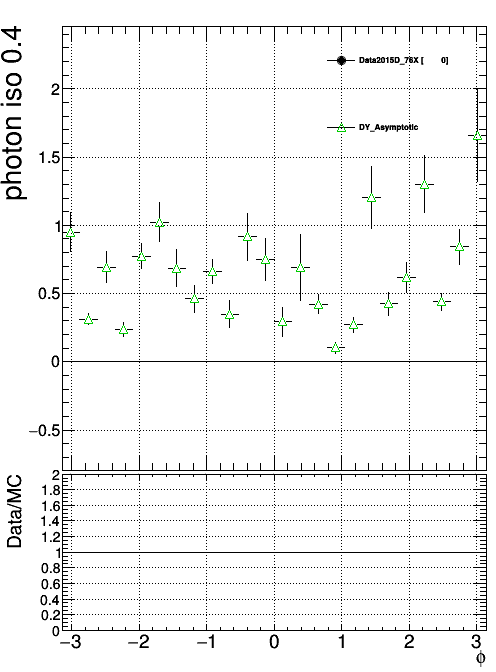 photon iso 0.4
Data2015D_76X [ 0]
DY_Asymptotic
2
1.5
1
0.5
0
−0.5
Data/MC
2
1.8
1.6
1.4
1.2
1
0.8
0.6
0.4
0.2
0
−3 −2 −1 0 1 2 3
ϕ